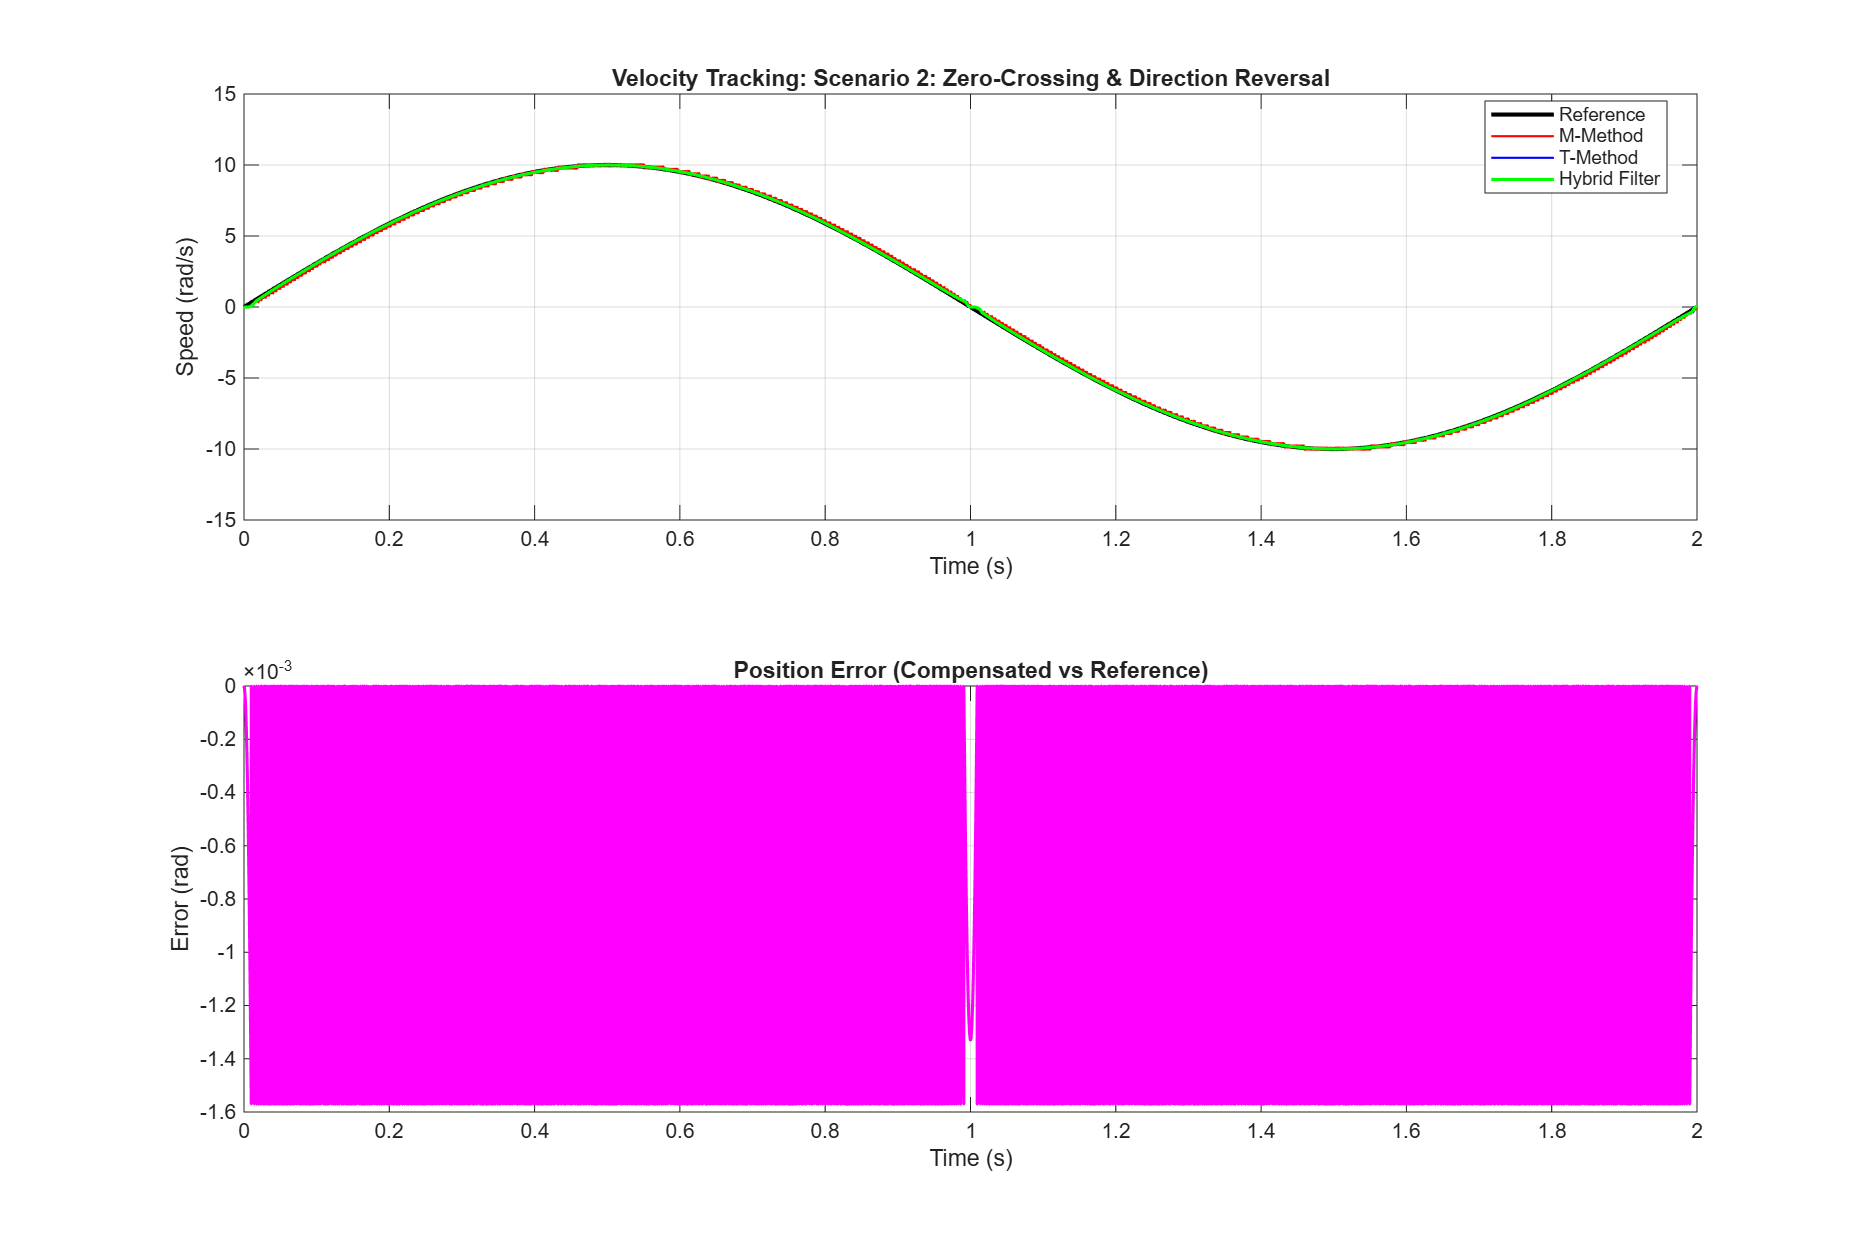 Velocity Tracking: Scenario 2: Zero-Crossing & Direction Reversal
15
10
5
0
-5
-10
-15
Speed (rad/s)
Reference
M-Method
T-Method
Hybrid Filter
0 0.2 0.4 0.6 0.8 1 1.2 1.4 1.6 1.8 2
Time (s)
×10⁻³
Position Error (Compensated vs Reference)
0
-0.2
-0.4
-0.6
-0.8
-1
-1.2
-1.4
-1.6
Error (rad)
0 0.2 0.4 0.6 0.8 1 1.2 1.4 1.6 1.8 2
Time (s)